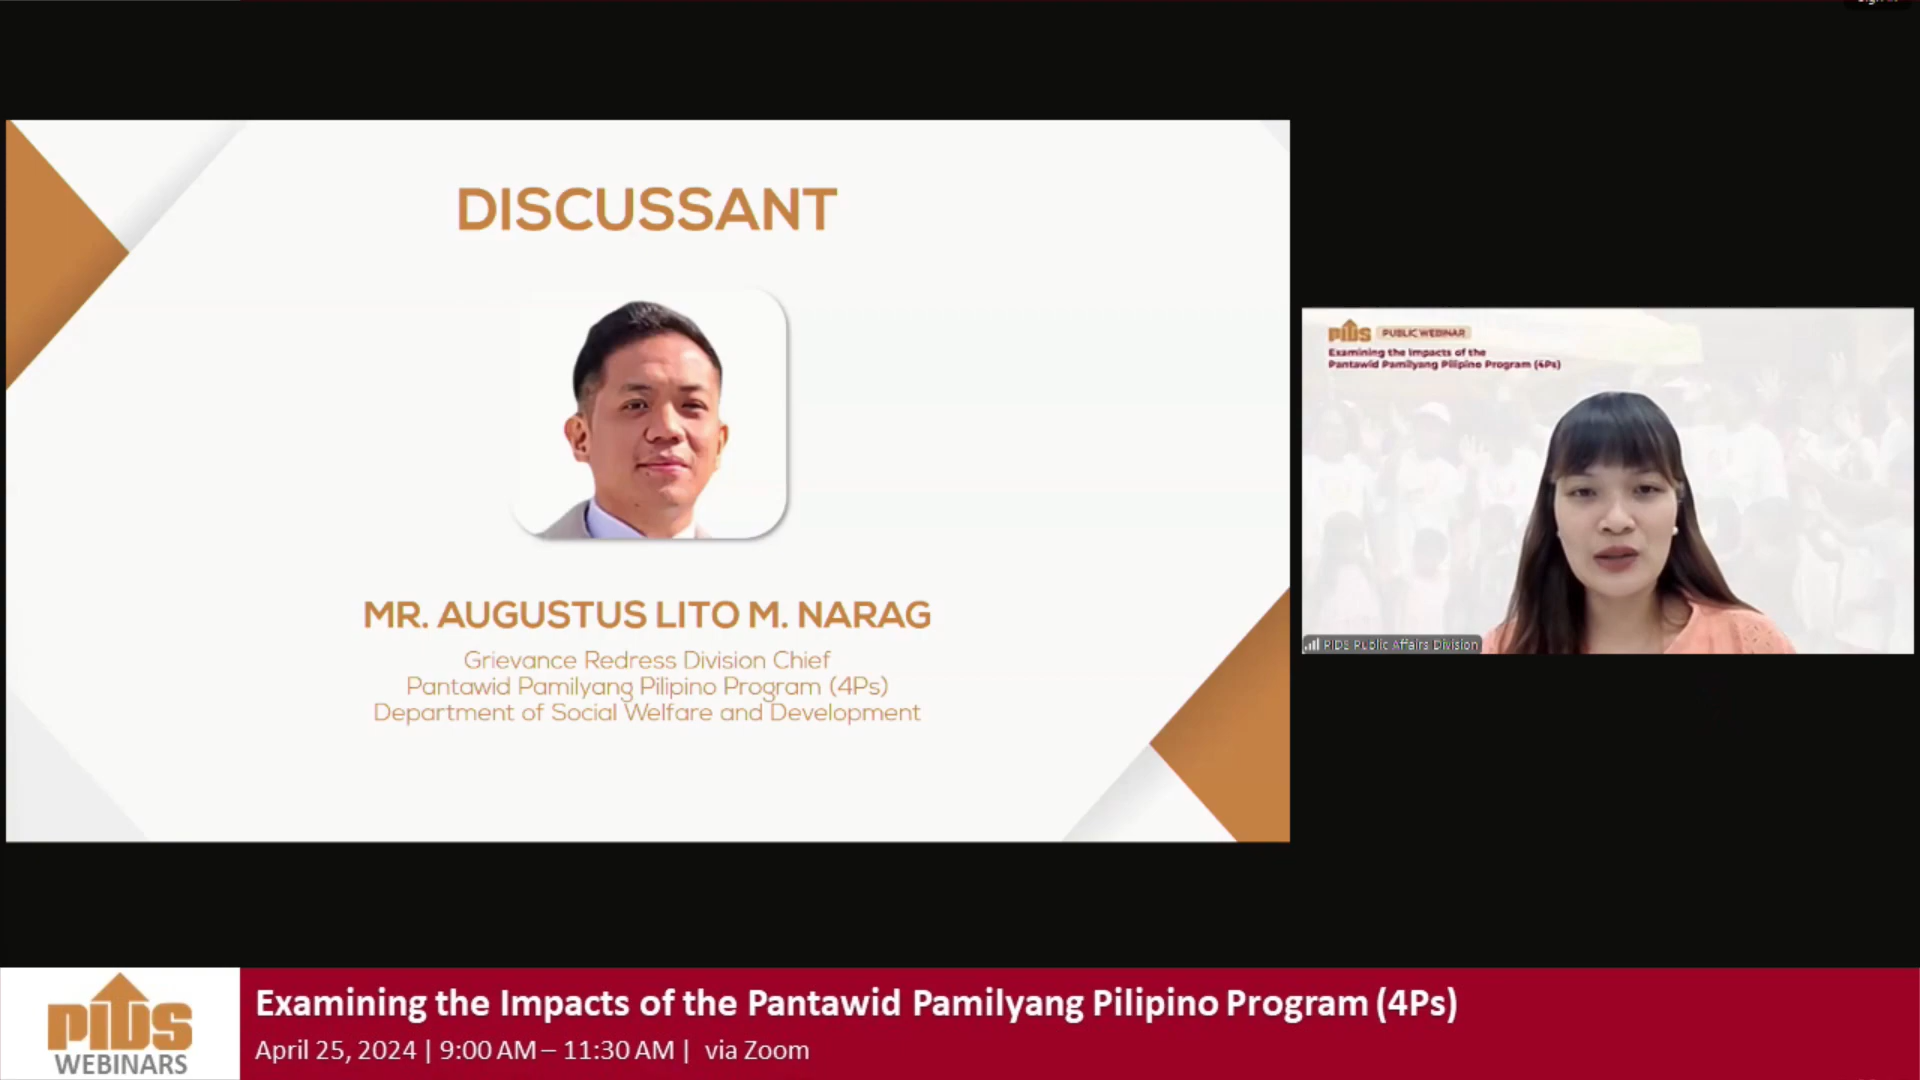 DISCUSSANT
MR. AUGUSTUS LITO M. NARAG
Grievance Redress Division Chief
Pantawid Pamilyang Pilipino Program (4Ps)
Department of Social Welfare and Development
PIDS PUBLIC WEBINAR
Examining the Impacts of the
Pantawid Pamilyang Pilipino Program (4Ps)
PIDS Public Affairs Division
PIDS
WEBINARS
Examining the Impacts of the Pantawid Pamilyang Pilipino Program (4Ps)
April 25, 2024 | 9:00 AM – 11:30 AM | via Zoom